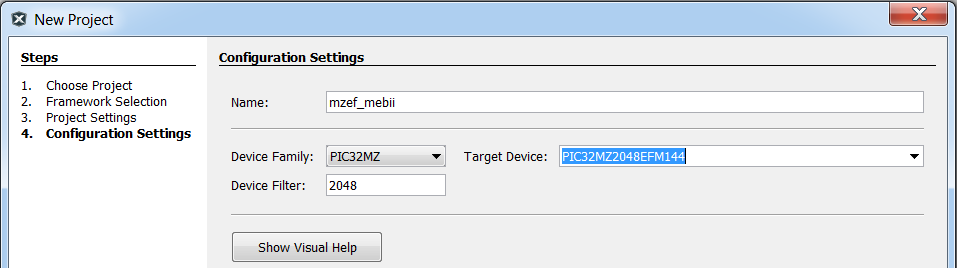 New Project
Steps
1. Choose Project
2. Framework Selection
3. Project Settings
4. Configuration Settings
Configuration Settings
Name: mzef_mebii
Device Family: PIC32MZ Target Device: PIC32MZ2048EFM144
Device Filter: 2048
Show Visual Help